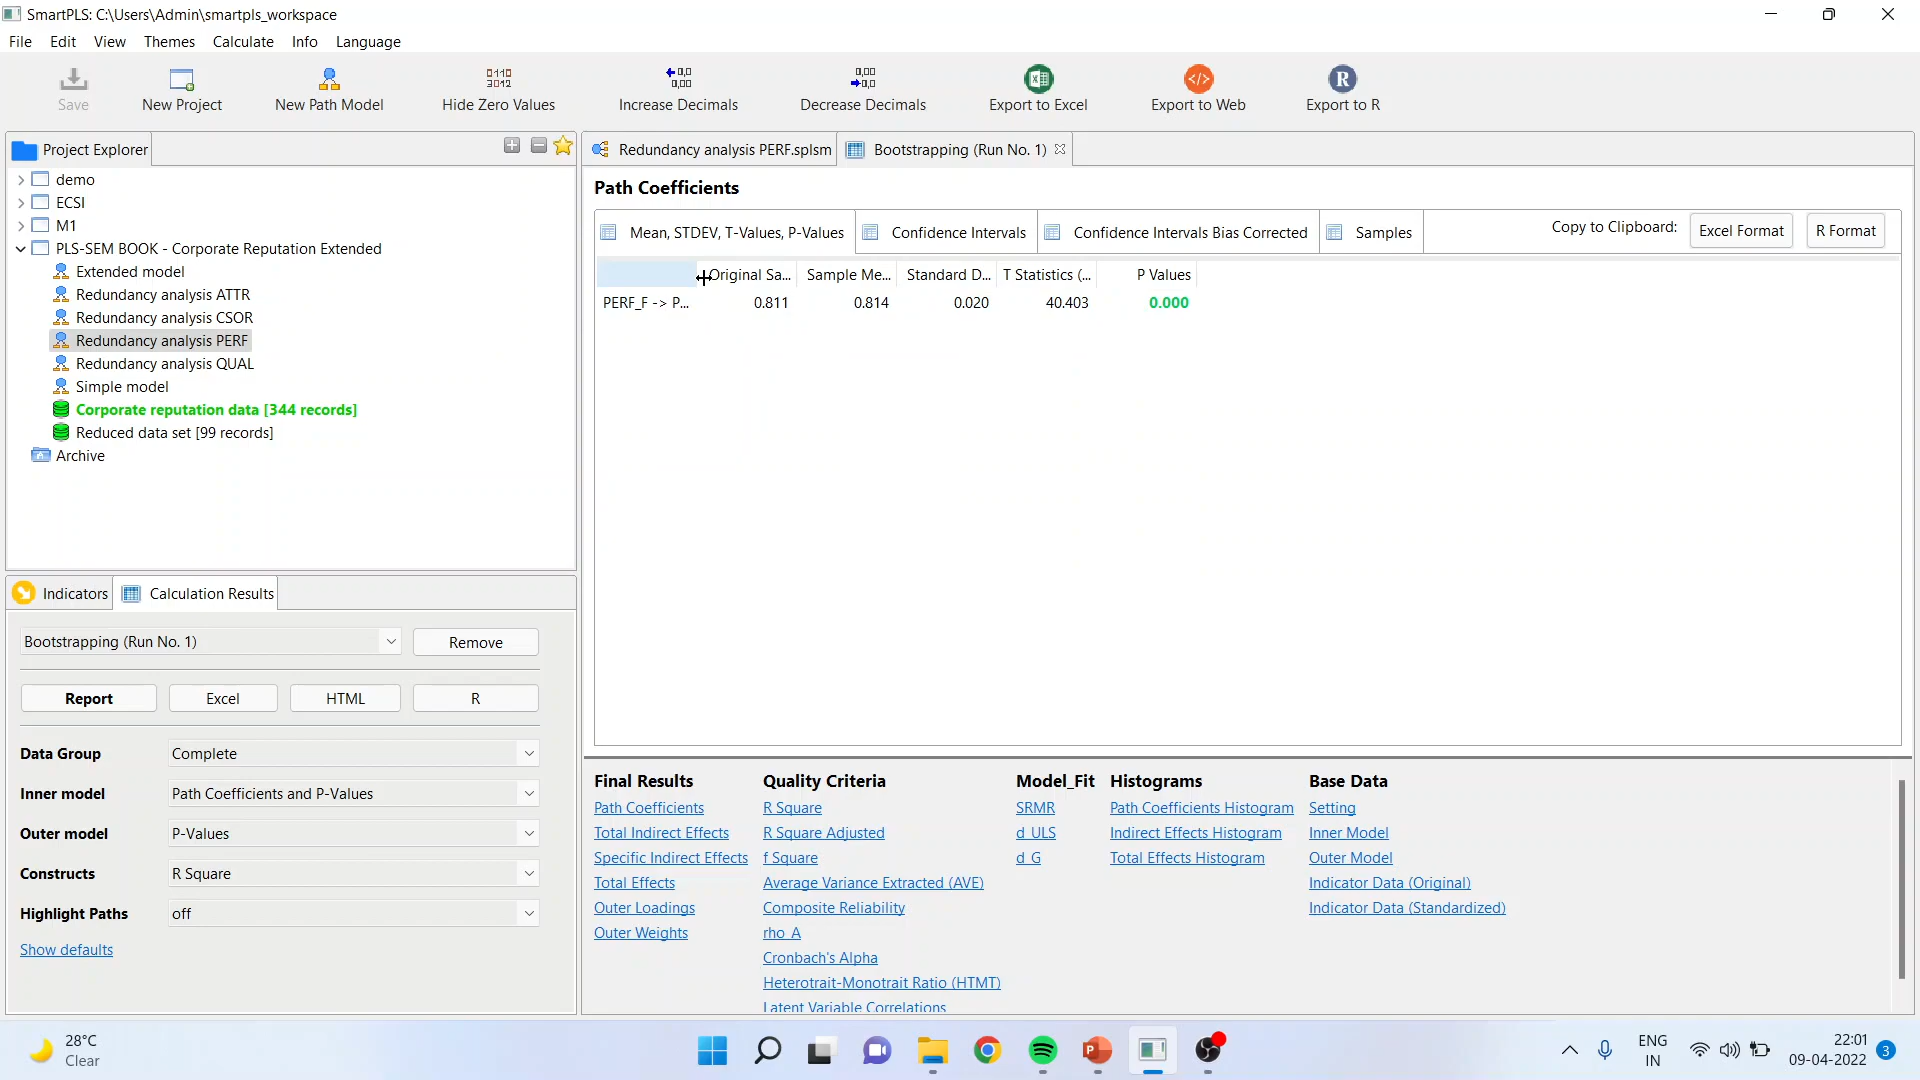 SmartPLS: C:\Users\Admin\smartpls_workspace
File Edit View Themes Calculate Info Language
Save New Project New Path Model Hide Zero Values Increase Decimals Decrease Decimals Export to Excel Export to Web Export to R
Project Explorer
demo
ECSI
M1
PLS-SEM BOOK - Corporate Reputation Extended
Extended model
Redundancy analysis ATTR
Redundancy analysis CSOR
Redundancy analysis PERF
Redundancy analysis QUAL
Simple model
Corporate reputation data [344 records]
Reduced data set [99 records]
Archive
Indicators Calculation Results
Bootstrapping (Run No. 1) Remove
Report Excel HTML R
Data Group Complete
Inner model Path Coefficients and P-Values
Outer model P-Values
Constructs R Square
Highlight Paths off
Show defaults
Redundancy analysis PERF.splsm Bootstrapping (Run No. 1)
Path Coefficients
Mean, STDEV, T-Values, P-Values Confidence Intervals Confidence Intervals Bias Corrected Samples Copy to Clipboard: Excel Format R Format
Original Sa... Sample Me... Standard D... T Statistics (... P Values
PERF_F -> P... 0.811 0.814 0.020 40.403 0.000
Final Results Quality Criteria Model_Fit Histograms Base Data
Path Coefficients R Square SRMR Path Coefficients Histogram Setting
Total Indirect Effects R Square Adjusted d_ULS Indirect Effects Histogram Inner Model
Specific Indirect Effects f Square d_G Total Effects Histogram Outer Model
Total Effects Average Variance Extracted (AVE) Indicator Data (Original)
Outer Loadings Composite Reliability Indicator Data (Standardized)
Outer Weights rho_A
Cronbach's Alpha
Heterotrait-Monotrait Ratio (HTMT)
Latent Variable Correlations
28°C
Clear
ENG
IN
22:01
09-04-2022
3